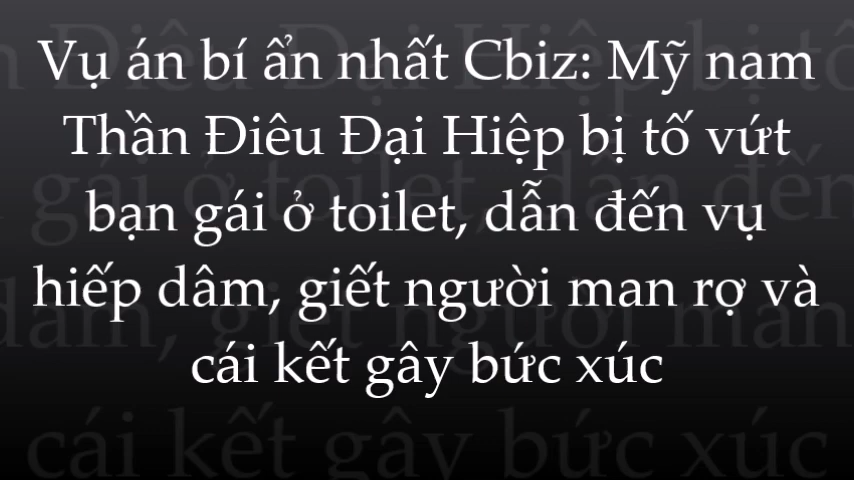 Vụ án bí ẩn nhất Cbiz: Mỹ nam
Thần Điêu Đại Hiệp bị tố vứt
bạn gái ở toilet, dẫn đến vụ
hiếp dâm, giết người man rợ và
cái kết gây bức xúc